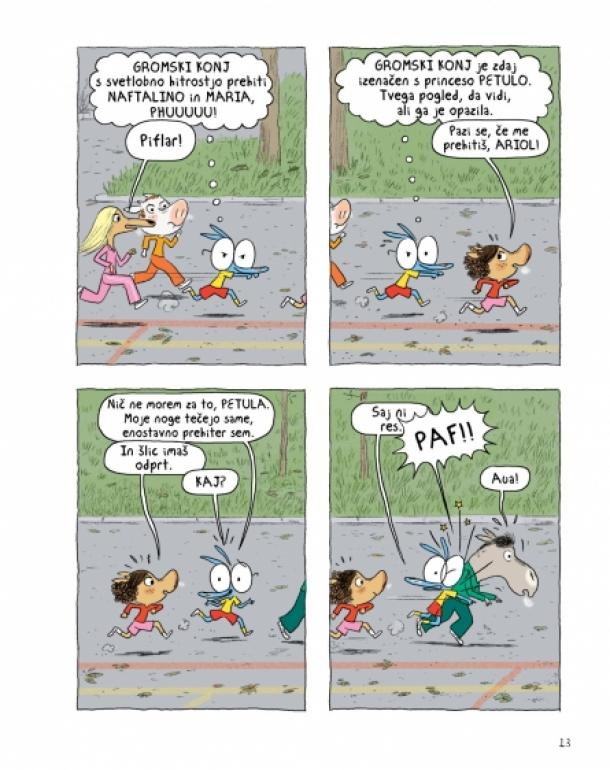 GROMSKI KONJ
s svetlobno hitrostjo prehiti
NAFTALINO in MARIA,
PHUUUUU!
Piflar!
GROMSKI KONJ je zdaj
izenačen s princeso PETULO.
Tvega pogled, da vidi,
ali ga je opazila.
Pazi se, če me
prehitiš, ARIOL!
Nič ne morem za to, PETULA.
Moje noge tečejo same,
enostavno prehiter sem.
In šlic imaš
odprt.
KAJ?
Saj ni
res.
PAF!!
Ava!
13